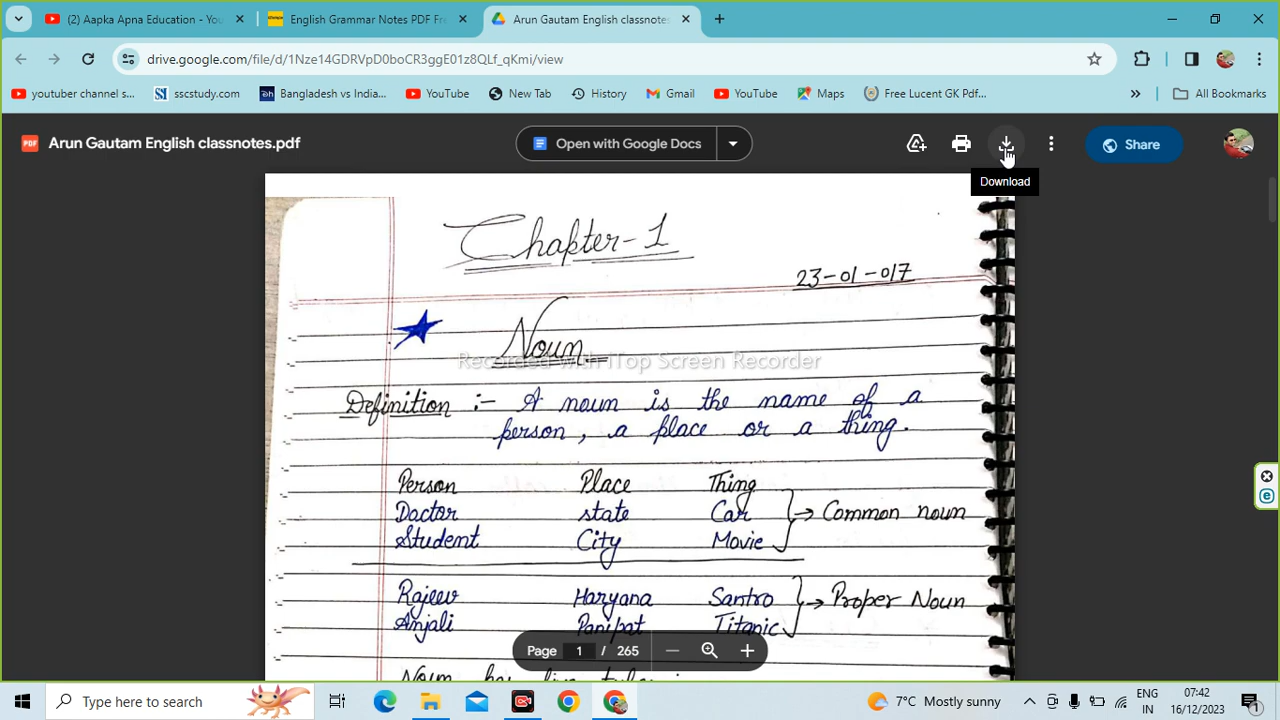 (2) Aapka Apna Education - You
English Grammar Notes PDF Fre
Arun Gautam English classnotes.
drive.google.com/file/d/1Nze14GDRVpD0boCR3ggE01z8QLf_qKmi/view
youtuber channel s...
sscstudy.com
Bangladesh vs India...
YouTube
New Tab
History
Gmail
YouTube
Maps
Free Lucent GK Pdf...
All Bookmarks
PDF Arun Gautam English classnotes.pdf
Open with Google Docs
Share
Download
Chapter-1
23-01-017
Noun
Recorded with iTop Screen Recorder
Definition :- A noun is the name of a
person, a place or a thing.
Person Place Thing
Doctor state Car → Common noun
Student City Movie
Rajeev Haryana Santro → Proper Noun
Anjali Panipat Titanic
Page 1 / 265
Type here to search
7°C Mostly sunny
ENG
IN
07:42
16/12/2023